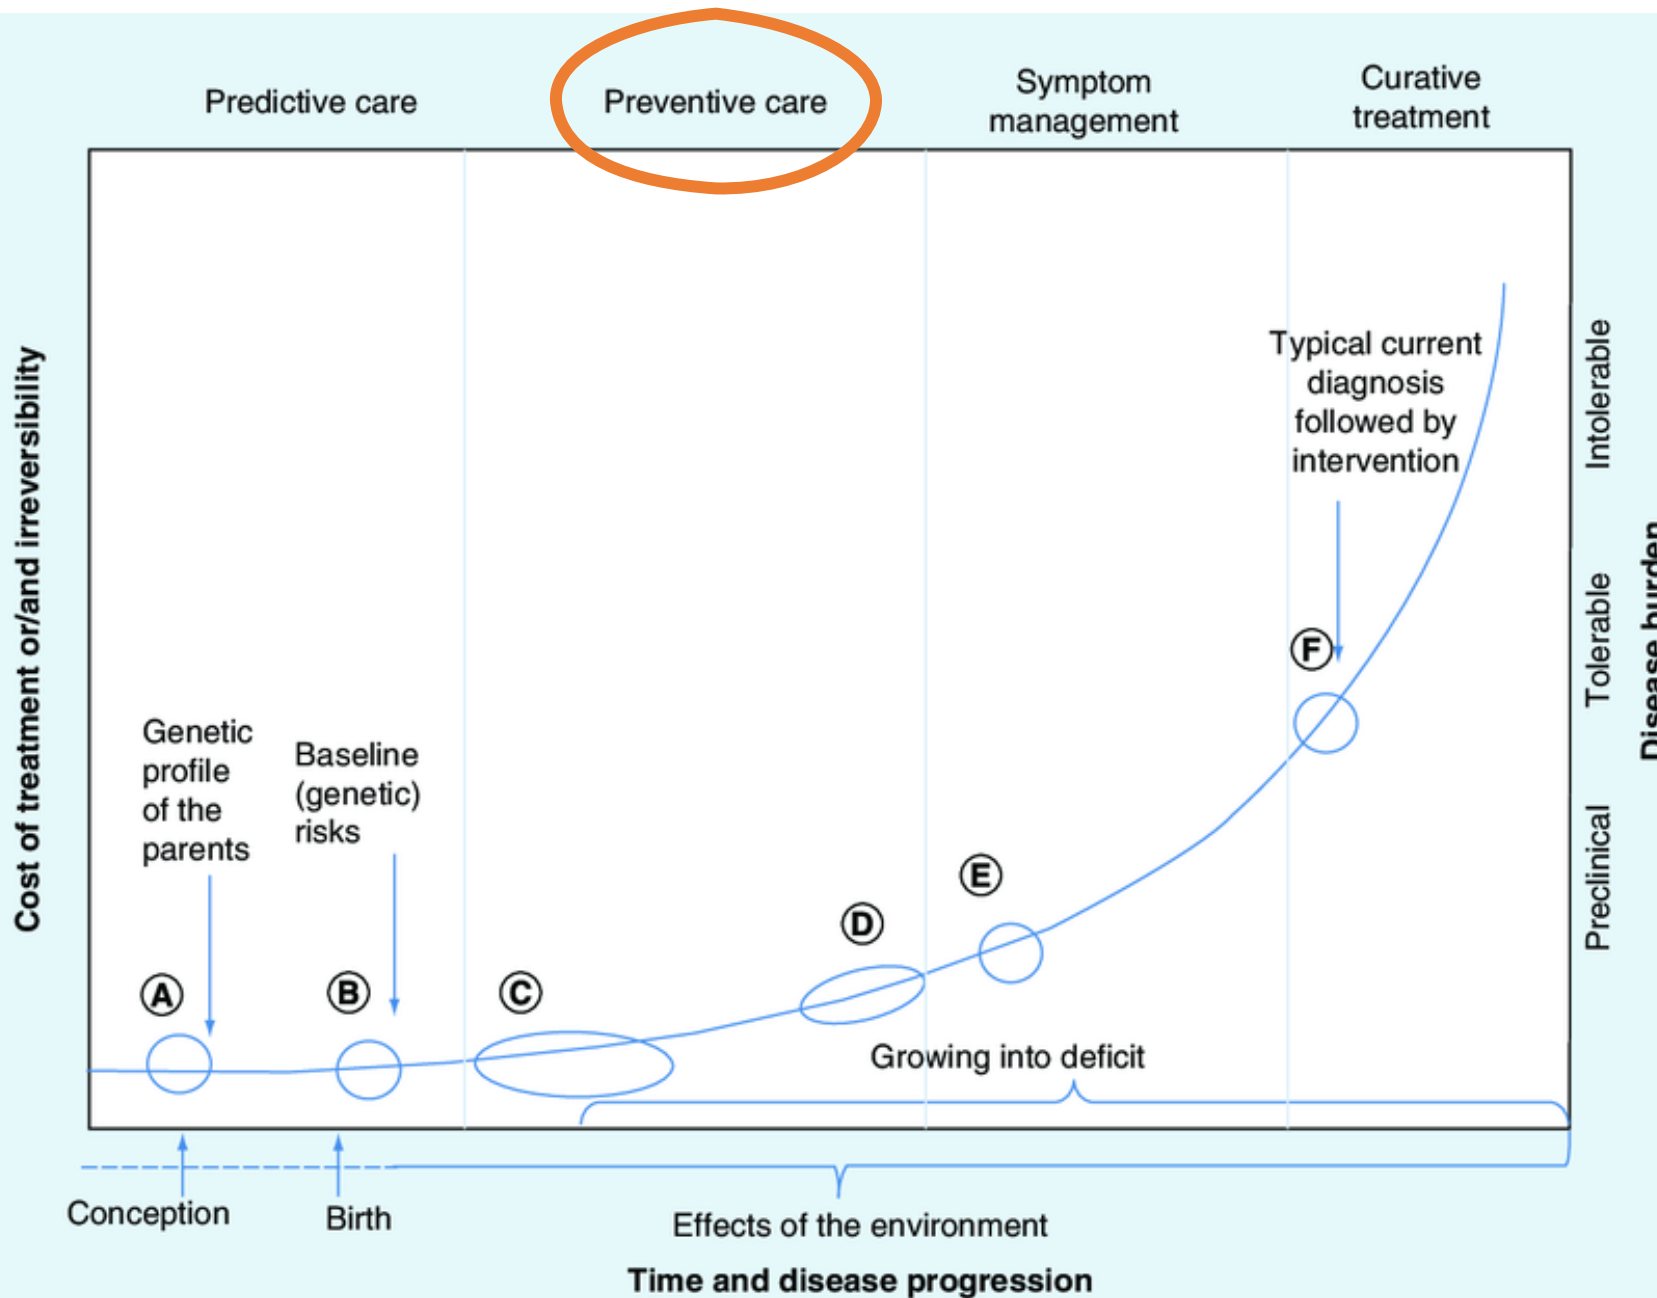 Predictive care
Preventive care
Symptom
management
Curative
treatment
Cost of treatment or/and irreversibility
Typical current
diagnosis
followed by
intervention
Intolerable
Tolerable
Preclinical
Disease burden
Genetic
profile
of the
parents
Baseline
(genetic)
risks
A
B
C
D
E
F
Growing into deficit
Conception
Birth
Effects of the environment
Time and disease progression